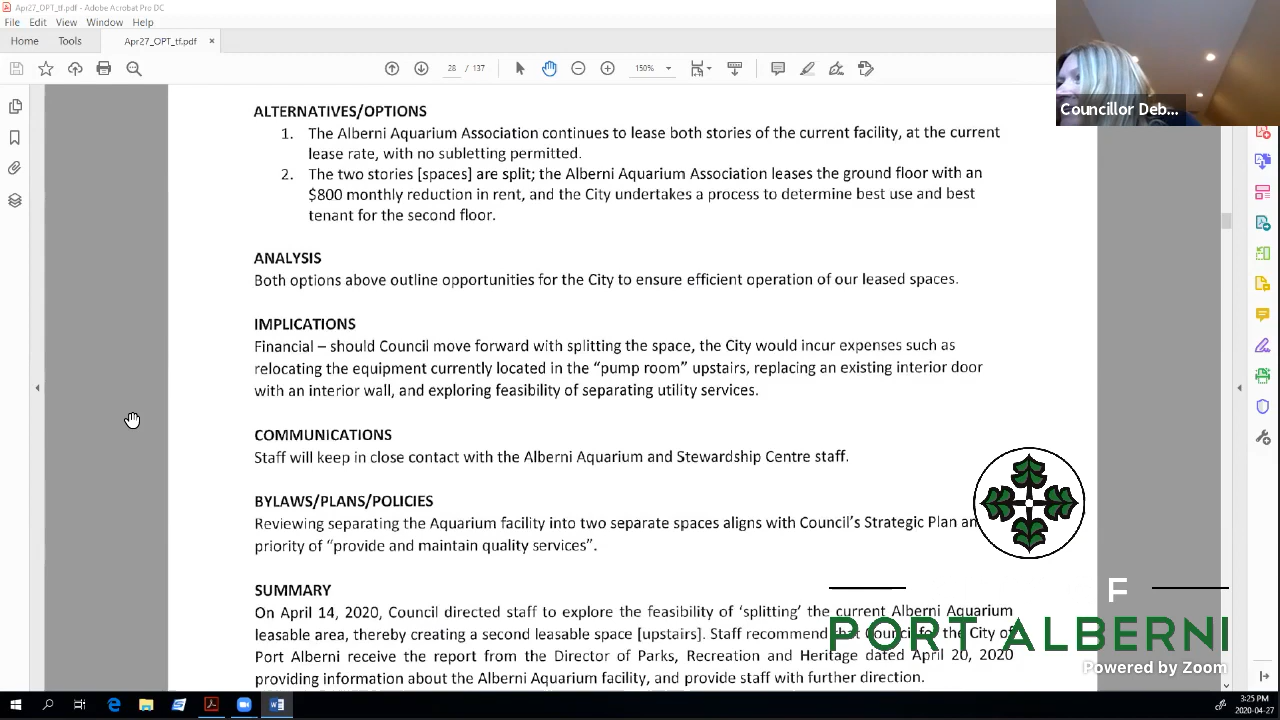 Apr27_OPT_tf.pdf - Adobe Acrobat Pro DC
File Edit View Window Help
Home Tools Apr27_OPT_tf.pdf ×
28 / 137 150%
Councillor Deb...
ALTERNATIVES/OPTIONS
1. The Alberni Aquarium Association continues to lease both stories of the current facility, at the current
lease rate, with no subletting permitted.
2. The two stories [spaces] are split; the Alberni Aquarium Association leases the ground floor with an
$800 monthly reduction in rent, and the City undertakes a process to determine best use and best
tenant for the second floor.
ANALYSIS
Both options above outline opportunities for the City to ensure efficient operation of our leased spaces.
IMPLICATIONS
Financial – should Council move forward with splitting the space, the City would incur expenses such as
relocating the equipment currently located in the “pump room” upstairs, replacing an existing interior door
with an interior wall, and exploring feasibility of separating utility services.
COMMUNICATIONS
Staff will keep in close contact with the Alberni Aquarium and Stewardship Centre staff.
BYLAWS/PLANS/POLICIES
Reviewing separating the Aquarium facility into two separate spaces aligns with Council’s Strategic Plan an
priority of “provide and maintain quality services”.
SUMMARY
On April 14, 2020, Council directed staff to explore the feasibility of ‘splitting’ the current Alberni Aquarium
leasable area, thereby creating a second leasable space [upstairs]. Staff recommend that Council for the City of
Port Alberni receive the report from the Director of Parks, Recreation and Heritage dated April 20, 2020
providing information about the Alberni Aquarium facility, and provide staff with further direction.
F
PORT ALBERNI
Powered by Zoom
3:25 PM
2020-04-27